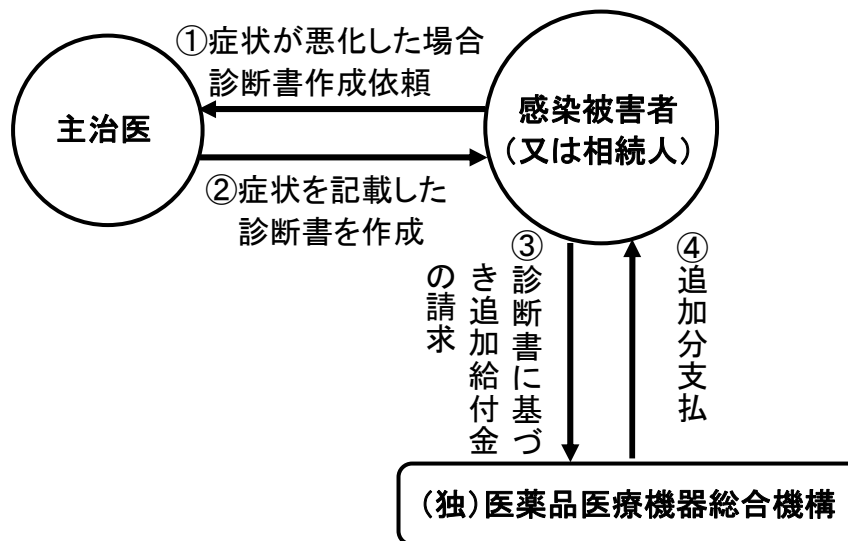 ①症状が悪化した場合
診断書作成依頼
主治医
感染被害者
(又は相続人)
②症状を記載した
診断書を作成
③診断書に基づ
き追加給付金
の請求
④追加分支払
(独)医薬品医療機器総合機構